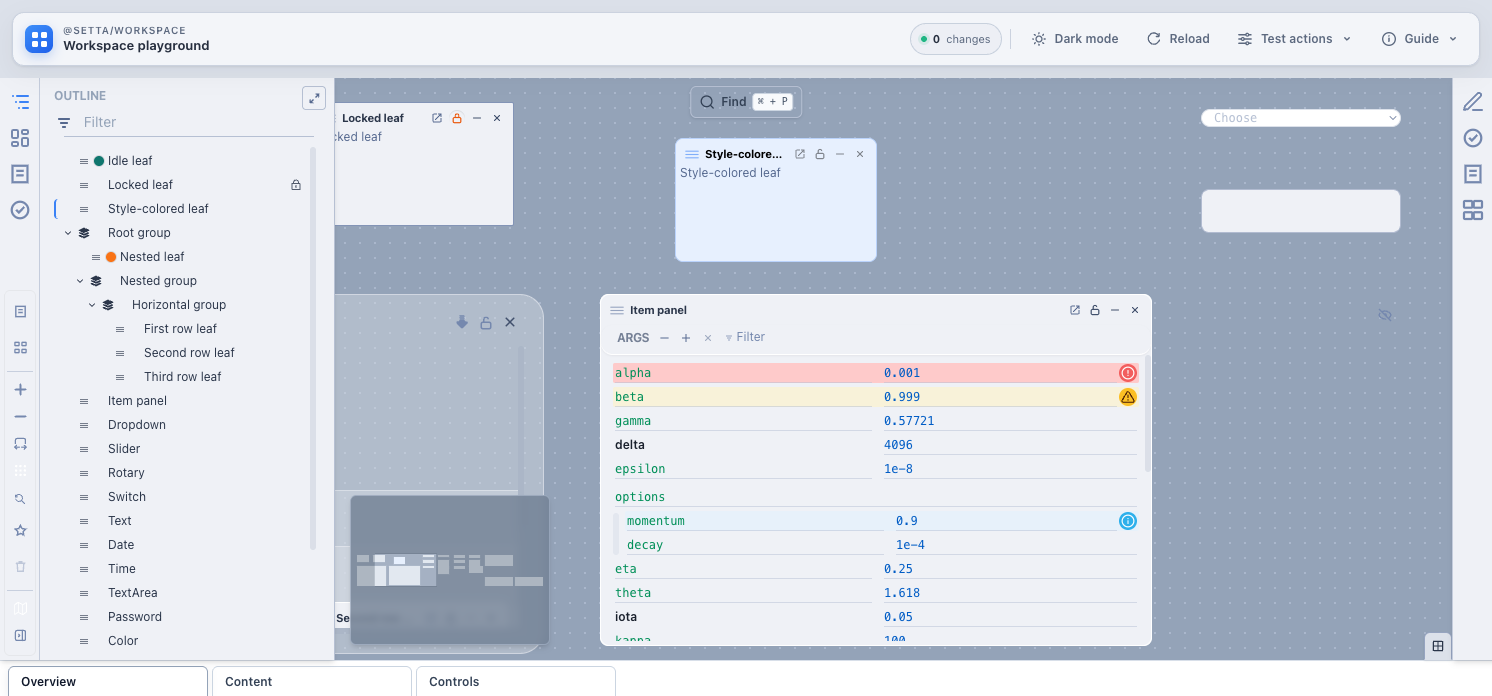 @SETTA/WORKSPACE
Workspace playground
0 changes
Dark mode
Reload
Test actions
Guide
OUTLINE
Filter
Idle leaf
Locked leaf
Style-colored leaf
Root group
Nested leaf
Nested group
Horizontal group
First row leaf
Second row leaf
Third row leaf
Item panel
Dropdown
Slider
Rotary
Switch
Text
Date
Time
TextArea
Password
Color
Locked leaf
cked leaf
Find ⌘ + P
Style-colore...
Style-colored leaf
Choose
Item panel
ARGS
Filter
alpha 0.001
beta 0.999
gamma 0.57721
delta 4096
epsilon 1e-8
options
momentum 0.9
decay 1e-4
eta 0.25
theta 1.618
iota 0.05
kappa 100
Se
Overview
Content
Controls